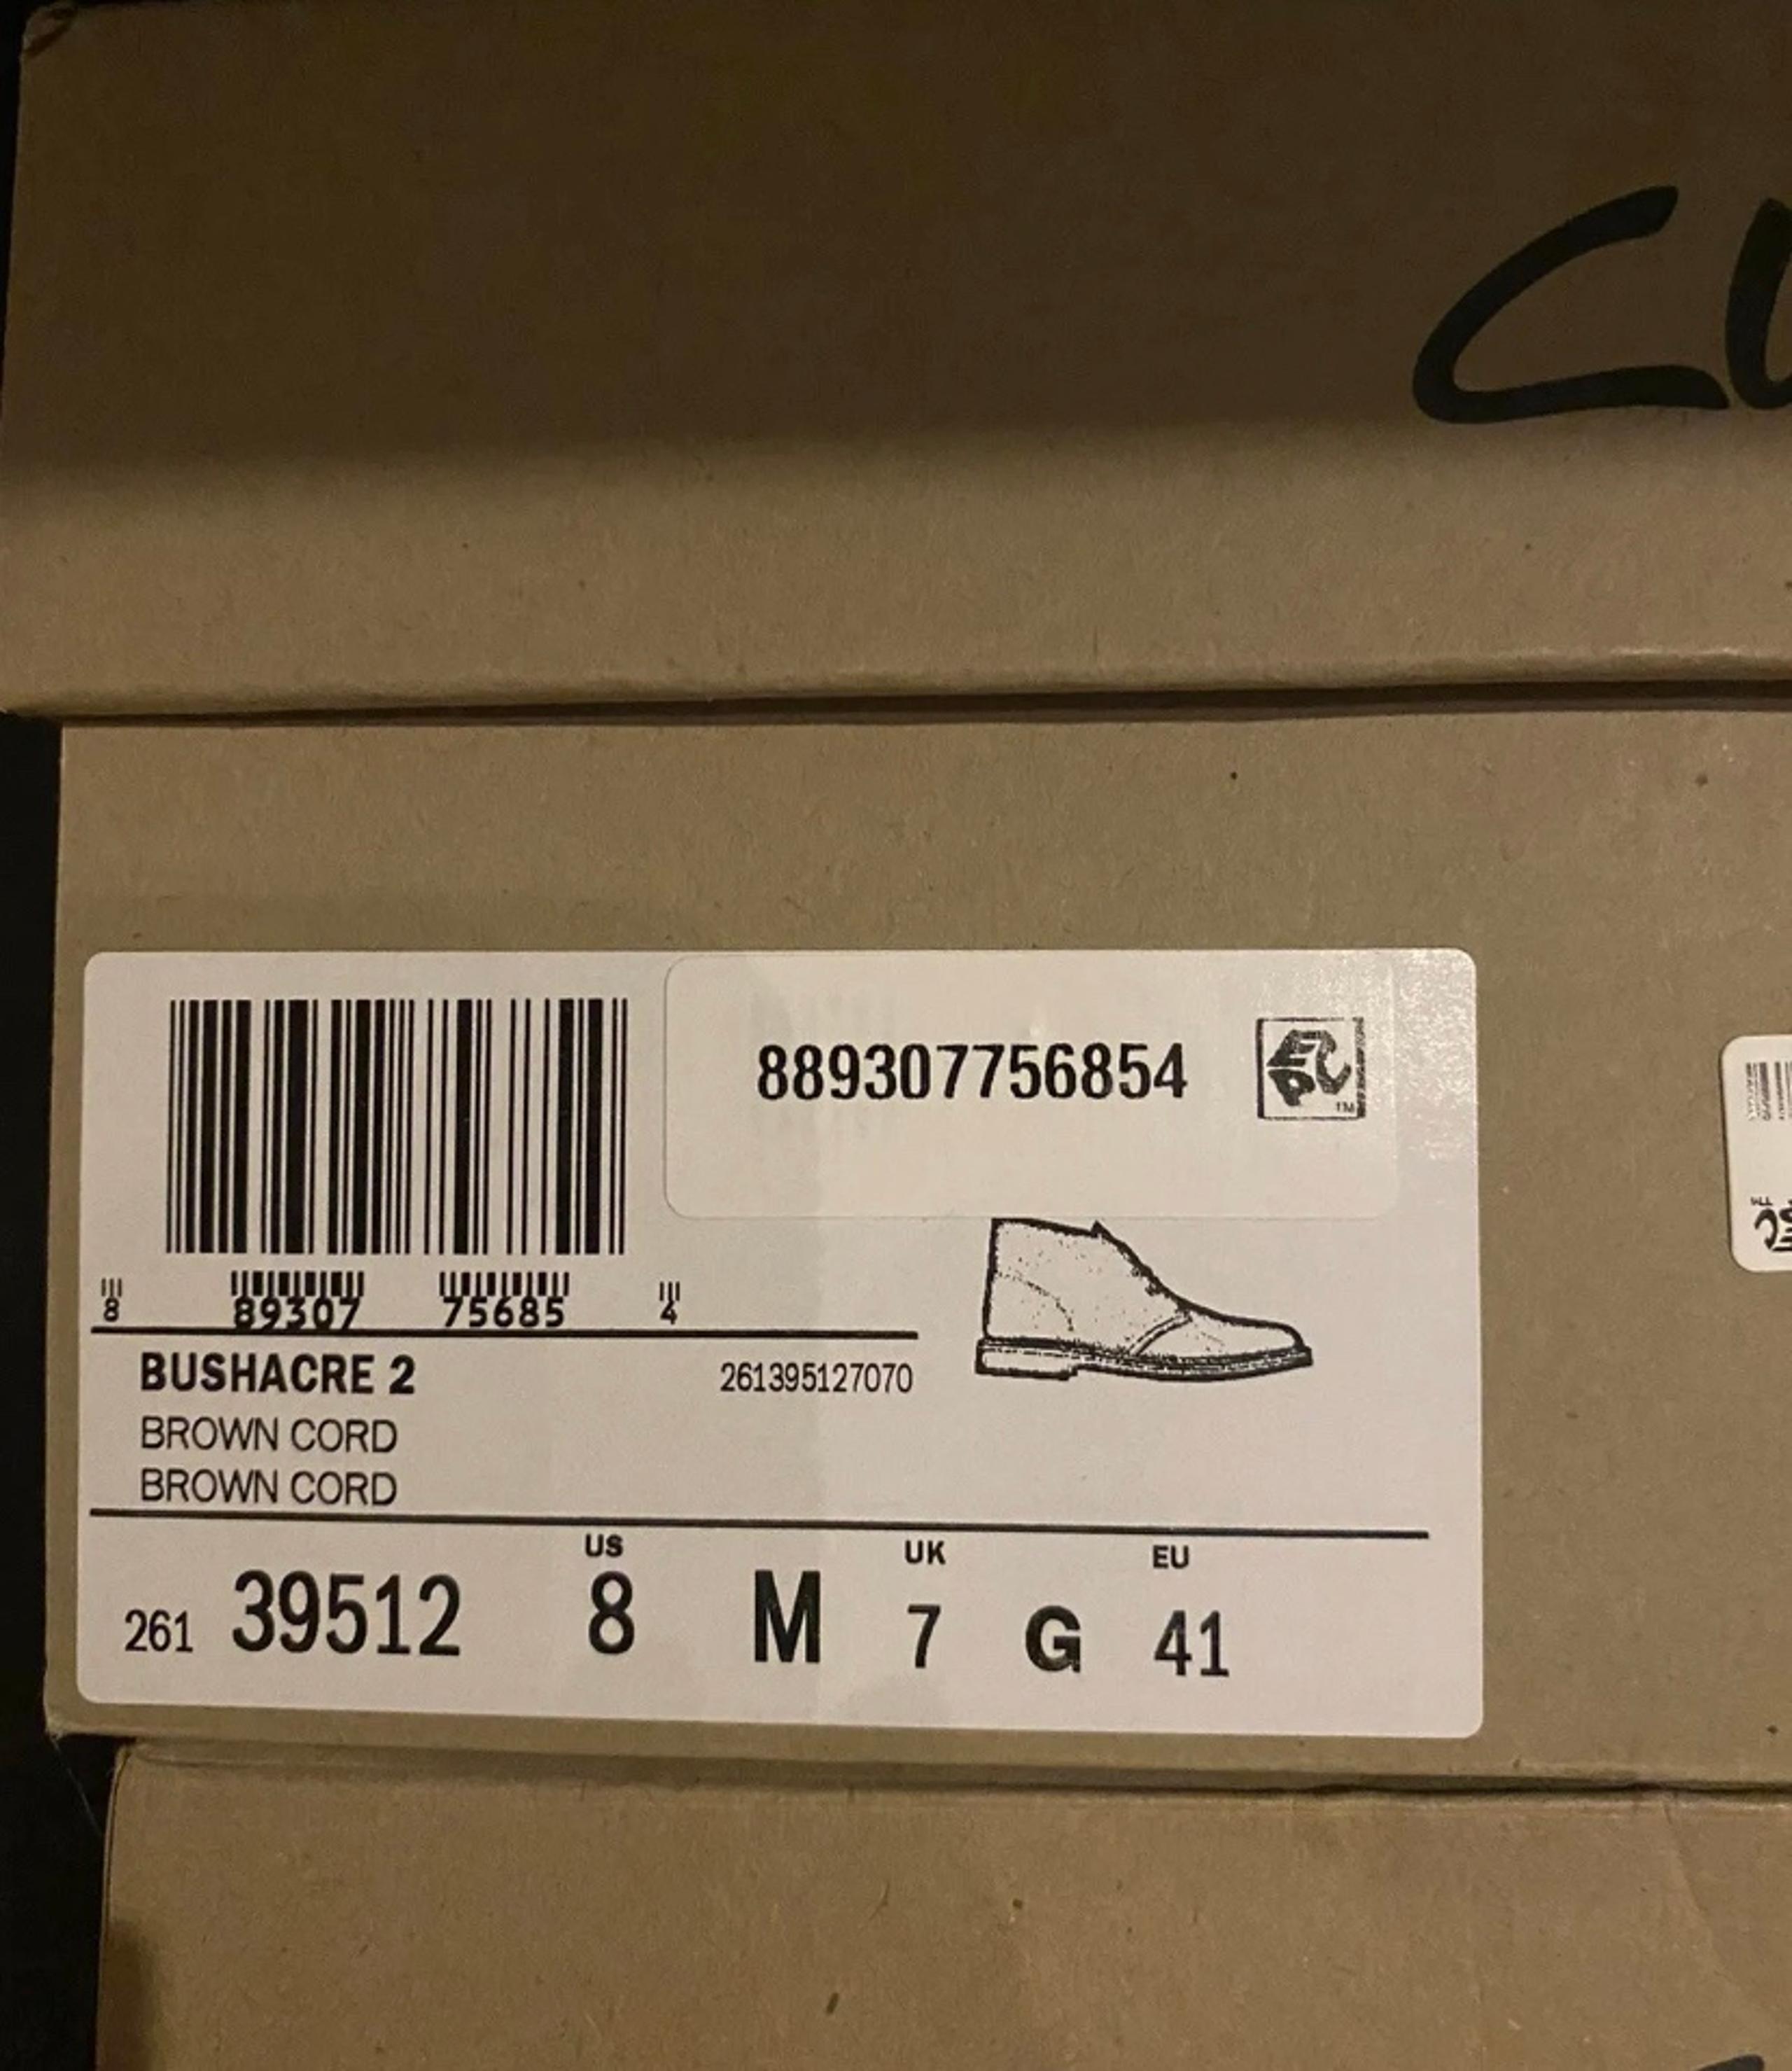 889307756854
TM
8 89307 75685 4
BUSHACRE 2 261395127070
BROWN CORD
BROWN CORD
US UK EU
261 39512 8 M 7 G 41